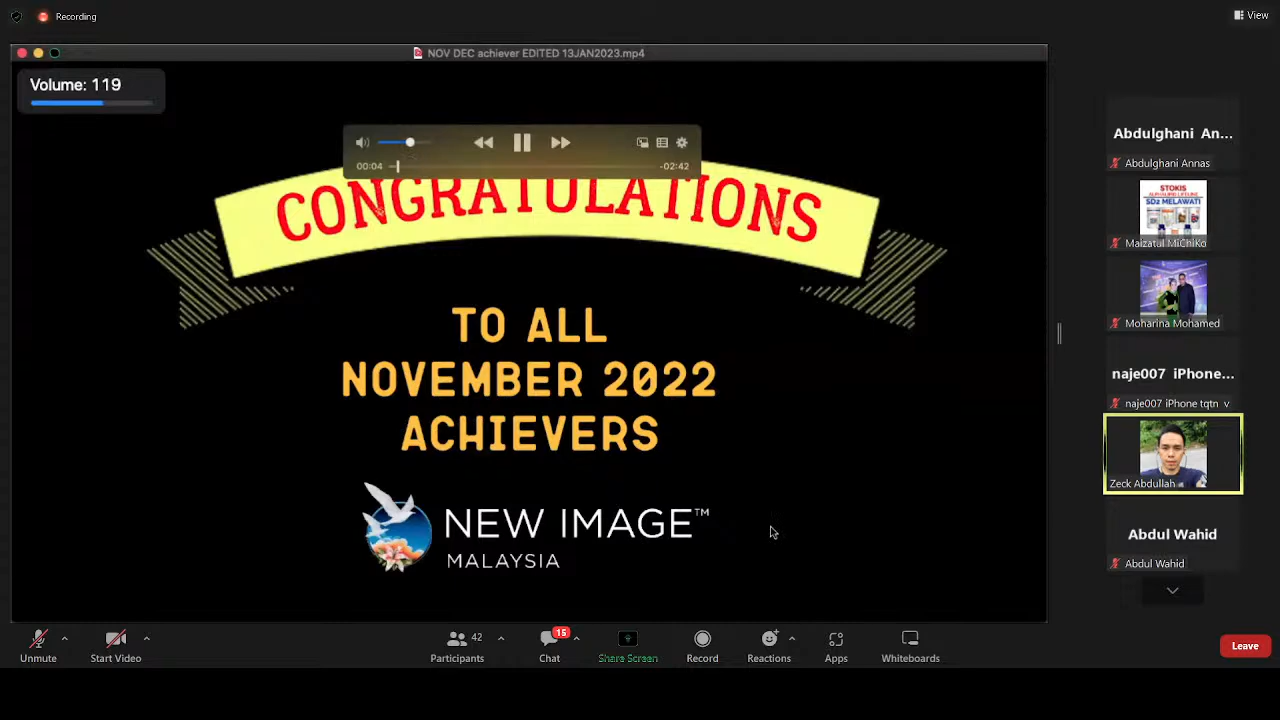 Recording
View
NOV DEC achiever EDITED 13JAN2023.mp4
Volume: 119
00:04
-02:42
CONGRATULATIONS
TO ALL
NOVEMBER 2022
ACHIEVERS
NEW IMAGE™
MALAYSIA
Abdulghani An...
Abdulghani Annas
STOKIS
SD2 MELAWATI
Maizatul MiChiKo
Moharina Mohamed
naje007 iPhone...
naje007 iPhone tqtn v
Zeck Abdullah
Abdul Wahid
Abdul Wahid
Unmute
Start Video
42
Participants
15
Chat
Share Screen
Record
Reactions
Apps
Whiteboards
Leave